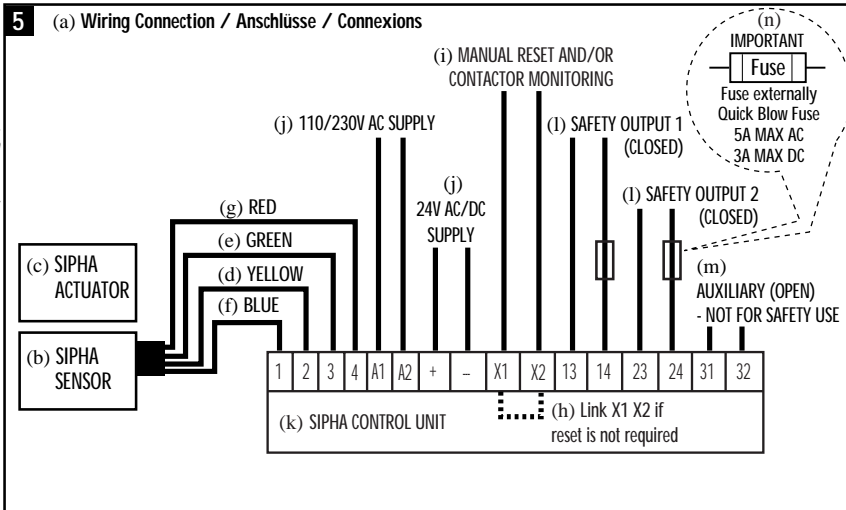 5 (a) Wiring Connection / Anschlüsse / Connexions
(n)
IMPORTANT
Fuse
Fuse externally
Quick Blow Fuse
5A MAX AC
3A MAX DC
(i) MANUAL RESET AND/OR
CONTACTOR MONITORING
(j) 110/230V AC SUPPLY
(l) SAFETY OUTPUT 1
(CLOSED)
(j)
24V AC/DC
SUPPLY
(l) SAFETY OUTPUT 2
(CLOSED)
(m)
AUXILIARY (OPEN)
- NOT FOR SAFETY USE
(g) RED
(e) GREEN
(d) YELLOW
(f) BLUE
(c) SIPHA
ACTUATOR
(b) SIPHA
SENSOR
1 2 3 4 A1 A2 + – X1 X2 13 14 23 24 31 32
(k) SIPHA CONTROL UNIT
(h) Link X1 X2 if
reset is not required